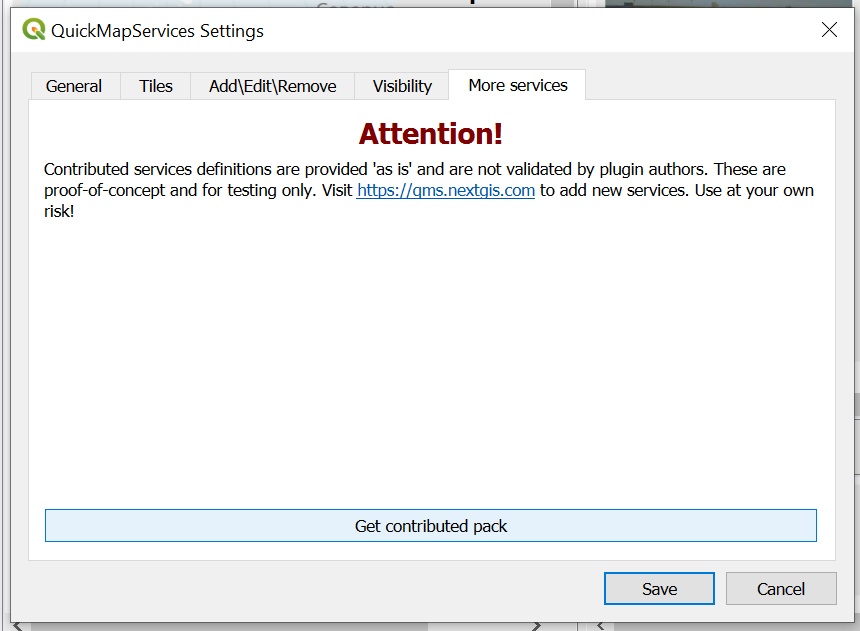 QuickMapServices Settings
General Tiles Add\Edit\Remove Visibility More services
Attention!
Contributed services definitions are provided 'as is' and are not validated by plugin authors. These are
proof-of-concept and for testing only. Visit https://qms.nextgis.com to add new services. Use at your own
risk!
Get contributed pack
Save Cancel